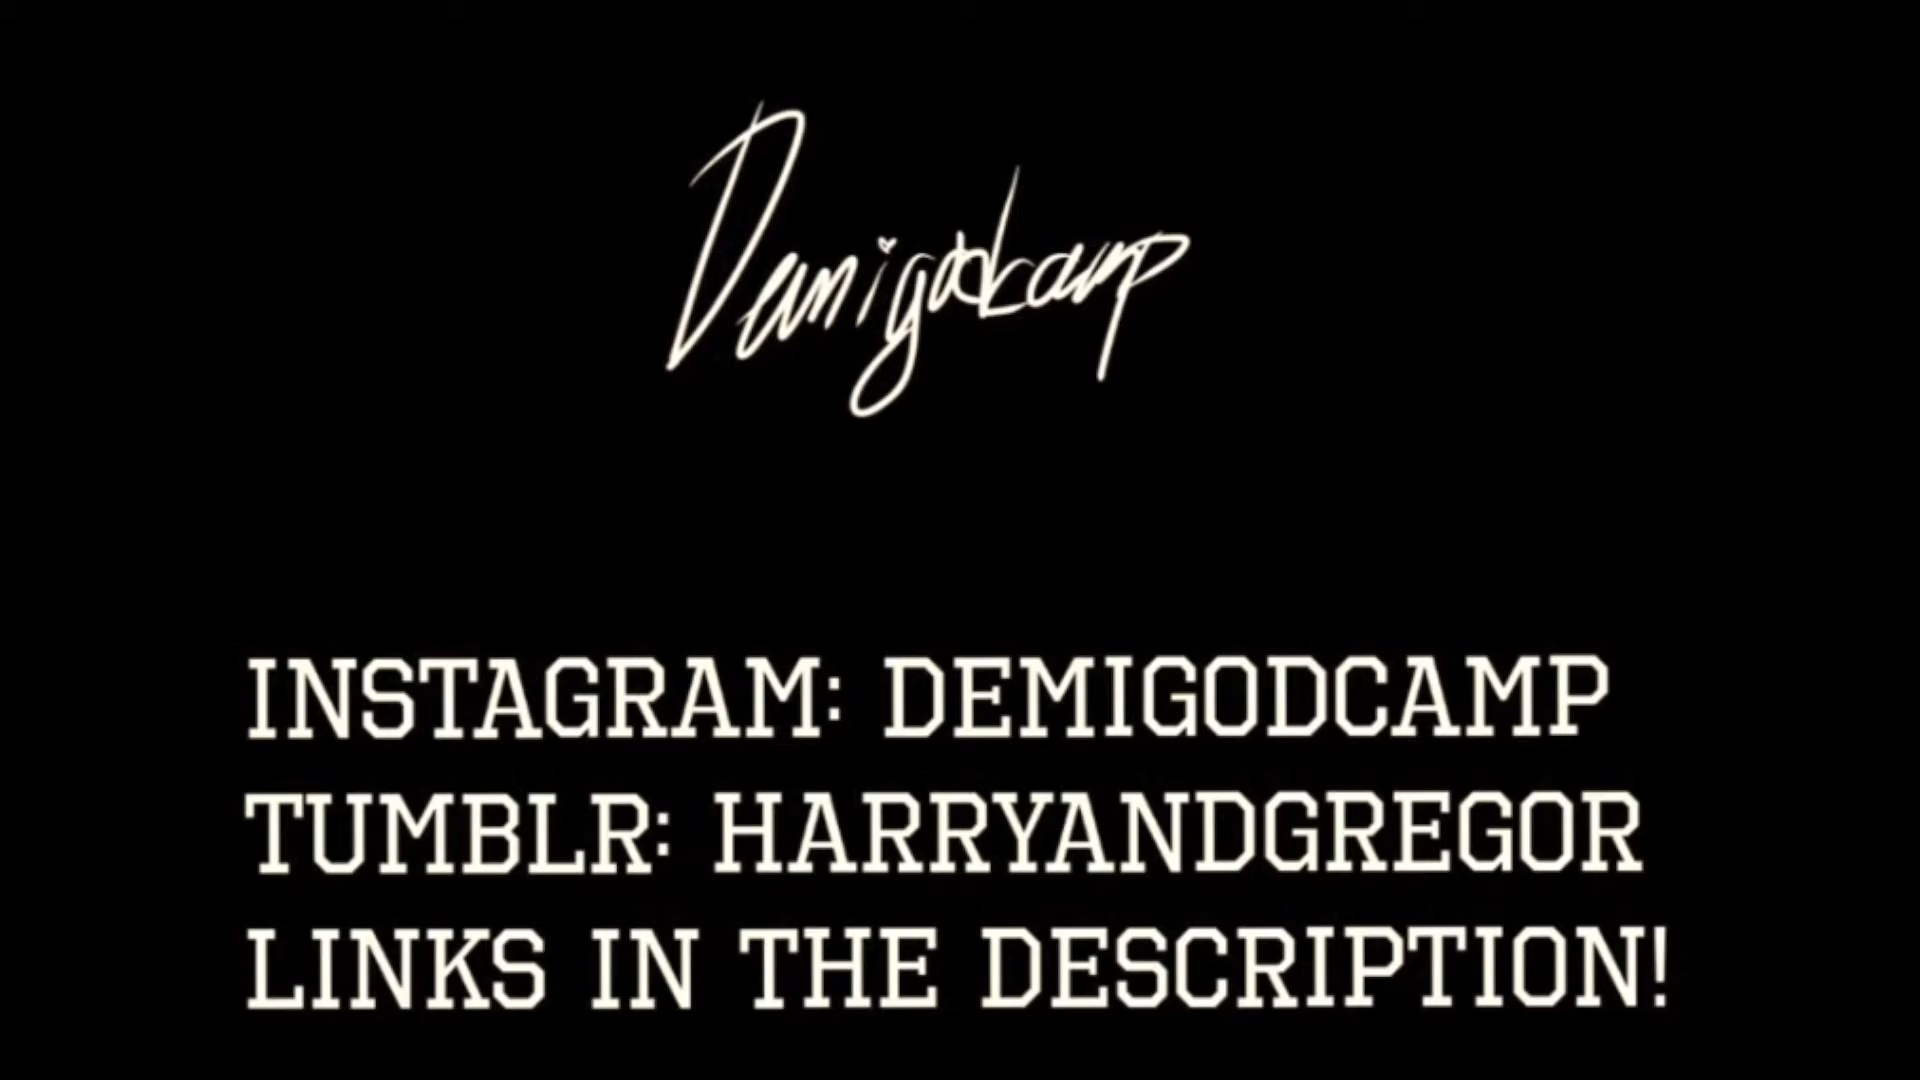 Demigodcamp
INSTAGRAM: DEMIGODCAMP
TUMBLR: HARRYANDGREGOR
LINKS IN THE DESCRIPTION!